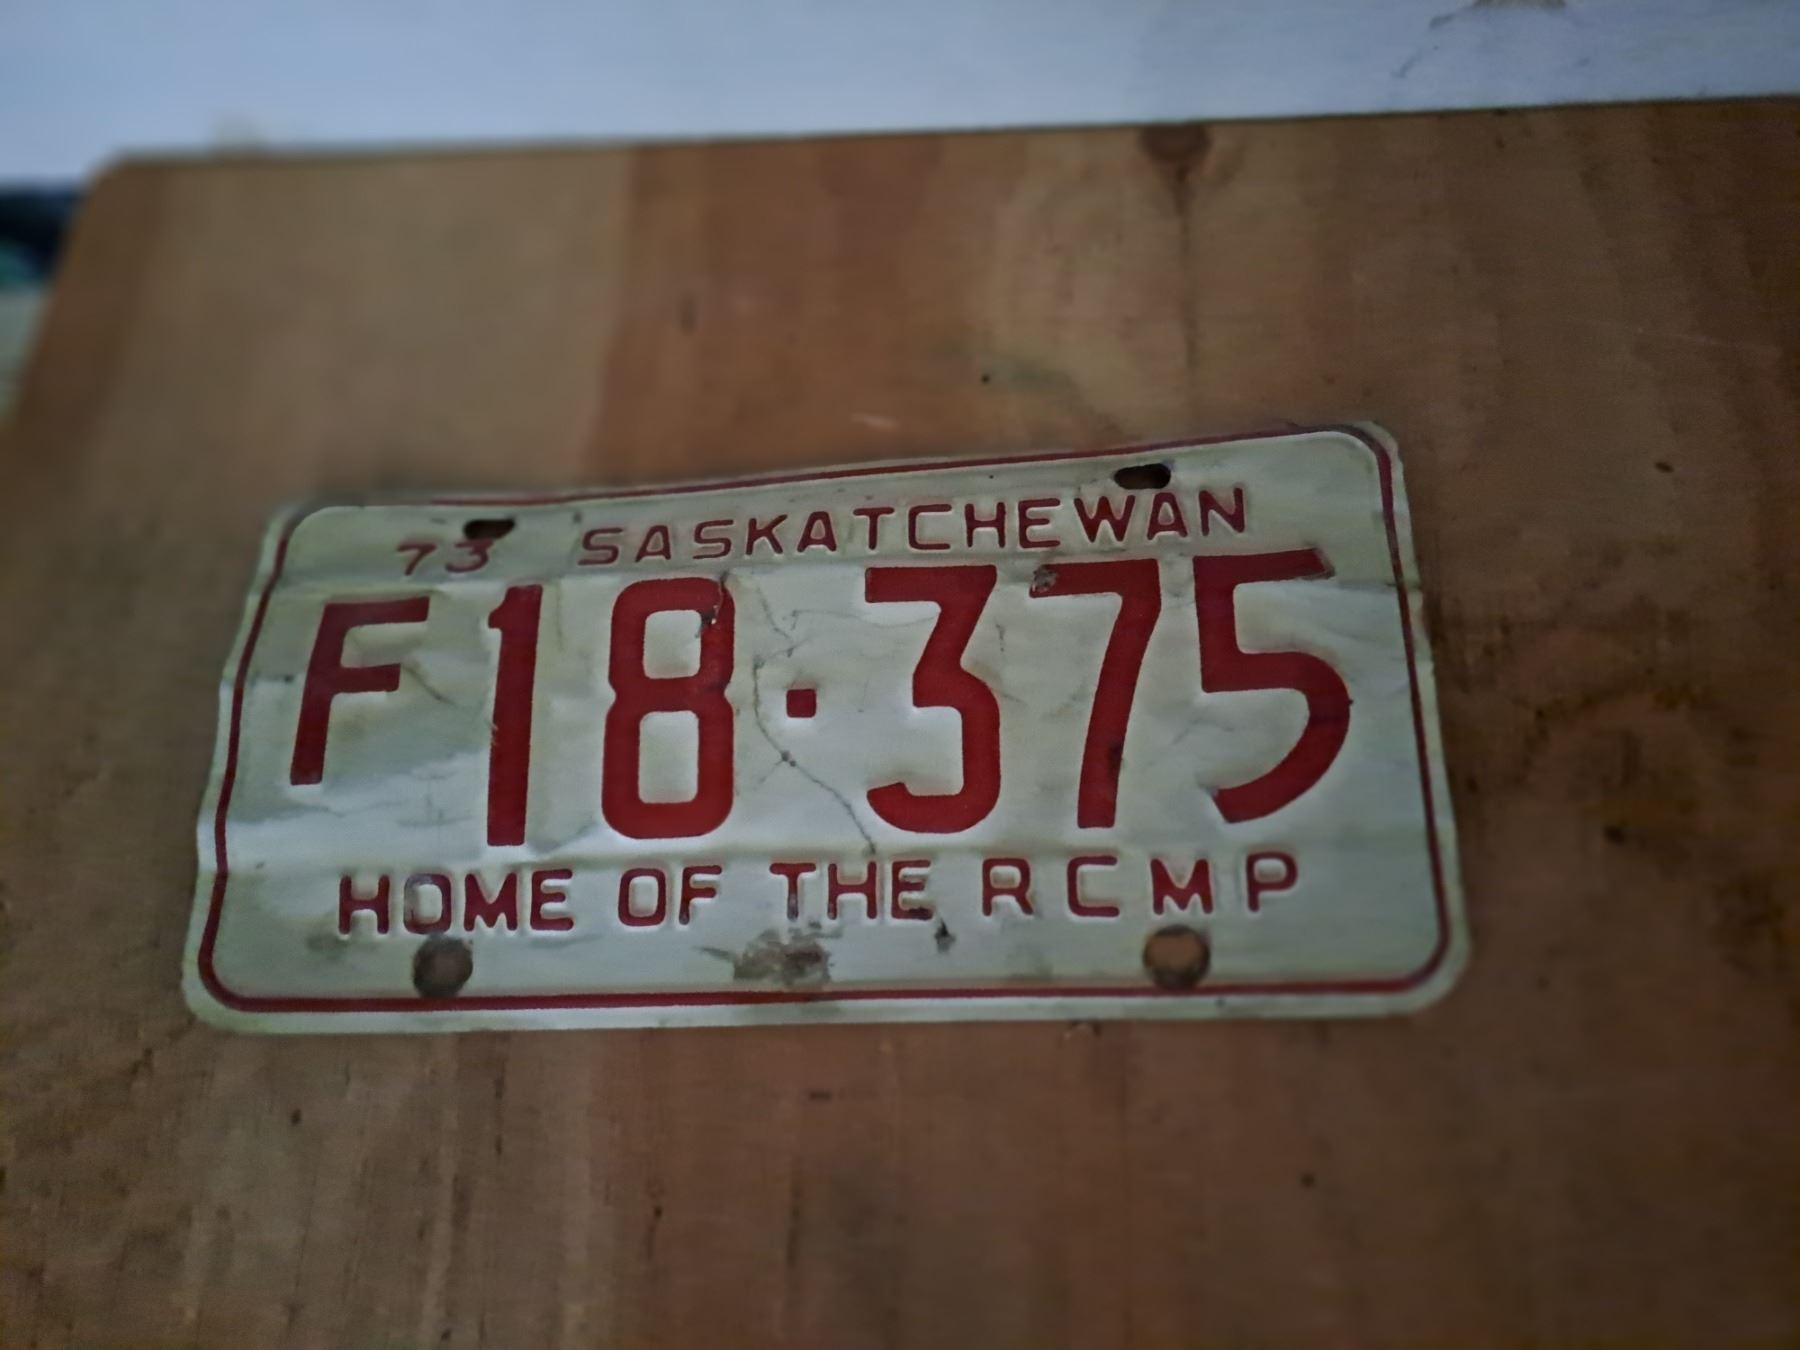 73 SASKATCHEWAN
F18·375
HOME OF THE RCMP